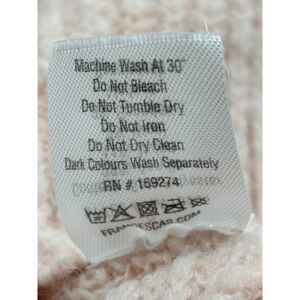 Machine Wash At 30°
Do Not Bleach
Do Not Tumble Dry
Do Not Iron
Do Not Dry Clean
Dark Colours Wash Separately
RN # 169274
FRANCESCAS.COM